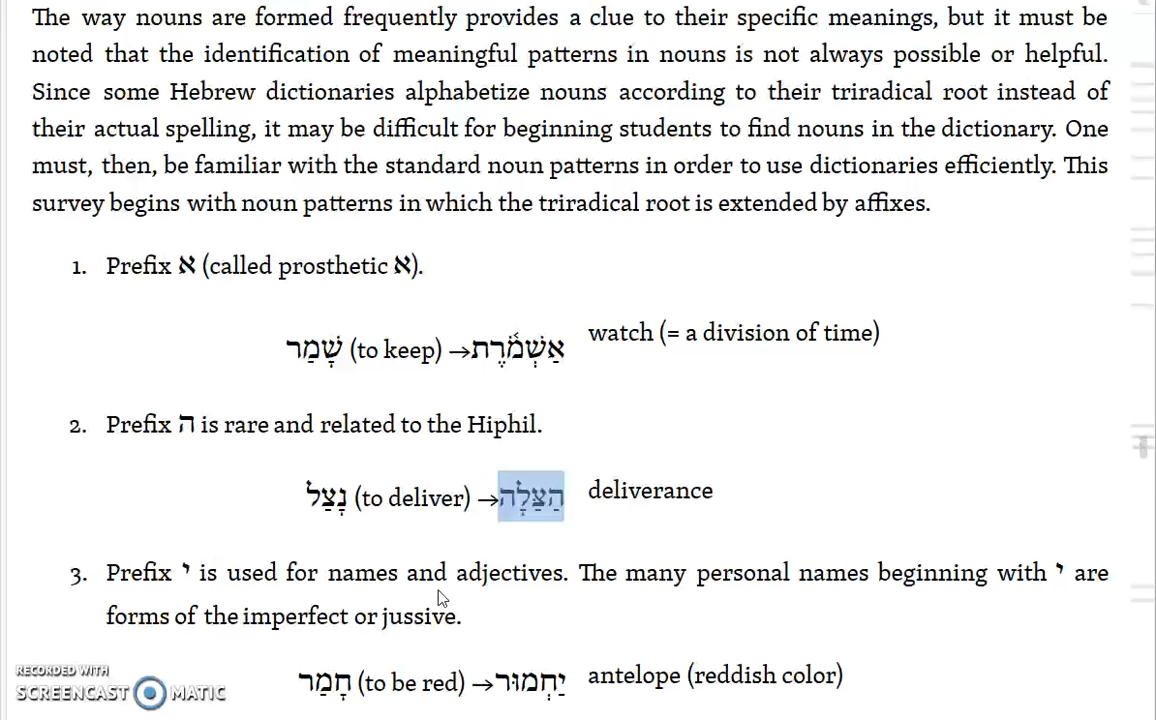 The way nouns are formed frequently provides a clue to their specific meanings, but it must be
noted that the identification of meaningful patterns in nouns is not always possible or helpful.
Since some Hebrew dictionaries alphabetize nouns according to their triradical root instead of
their actual spelling, it may be difficult for beginning students to find nouns in the dictionary. One
must, then, be familiar with the standard noun patterns in order to use dictionaries efficiently. This
survey begins with noun patterns in which the triradical root is extended by affixes.
1. Prefix א (called prosthetic א).
שָׁמַר (to keep) →אַשְׁמֹ֫רֶת watch (= a division of time)
2. Prefix ה is rare and related to the Hiphil.
נָצַל (to deliver) →הַצַּלָה deliverance
3. Prefix י is used for names and adjectives. The many personal names beginning with י are
forms of the imperfect or jussive.
חָמַר (to be red) →יַחְמוּר antelope (reddish color)
RECORDED WITH
SCREENCAST MATIC